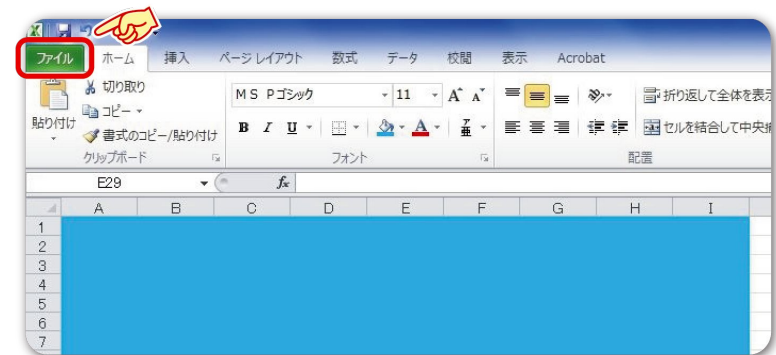 ファイル ホーム 挿入 ページ レイアウト 数式 データ 校閲 表示 Acrobat
切り取り
コピー
貼り付け
書式のコピー/貼り付け
クリップボード
ＭＳ Ｐゴシック 11 A A
B I U A
フォント
折り返して全体を表示
セルを結合して中央揃
配置
E29 fx
A B C D E F G H I
1
2
3
4
5
6
7